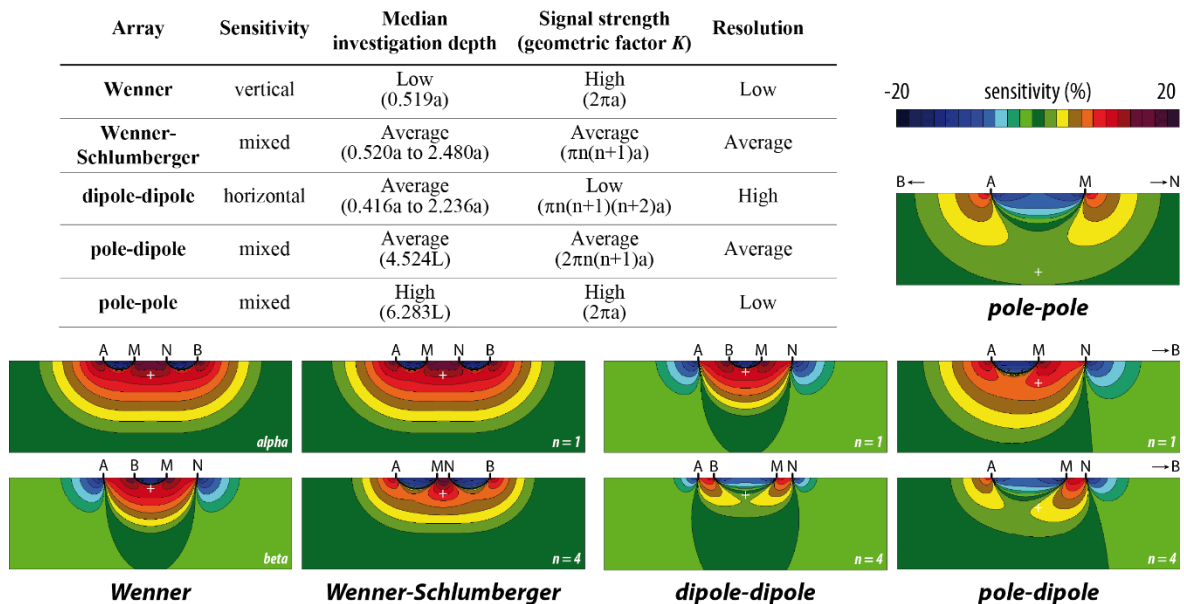 Array Sensitivity Median investigation depth Signal strength (geometric factor K) Resolution
Wenner vertical Low (0.519a) High (2πa) Low
Wenner-Schlumberger mixed Average (0.520a to 2.480a) Average (πn(n+1)a) Average
dipole-dipole horizontal Average (0.416a to 2,236a) Low (πn(n+1)(n+2)a) High
pole-dipole mixed Average (4.524L) Average (2πn(n+1)a) Average
pole-pole mixed High (6.283L) High (2πa) Low
-20 sensitivity (%) 20
B← A M →N
pole-pole
A M N B
alpha
A M N B
n = 1
A B M N
n = 1
A M N →B
n = 1
A B M N
beta
A MN B
n = 4
A B M N
n = 4
A M N →B
n = 4
Wenner
Wenner-Schlumberger
dipole-dipole
pole-dipole